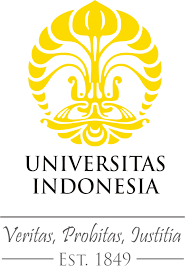 UNIVERSITAS
INDONESIA
Veritas, Probitas, Iustitia
EST. 1849